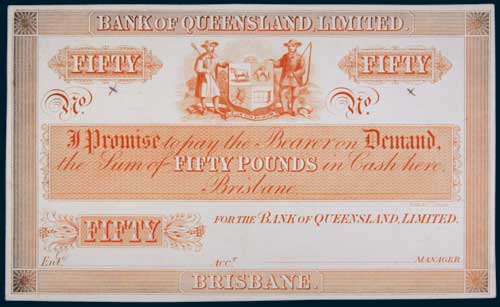 BANK OF QUEENSLAND, LIMITED.
FIFTY FIFTY
No. No.
I Promise to pay the Bearer on Demand,
the Sum of FIFTY POUNDS in Cash here.
Brisbane.
FOR THE BANK OF QUEENSLAND, LIMITED.
FIFTY
Entd. Acct. MANAGER.
BRISBANE.